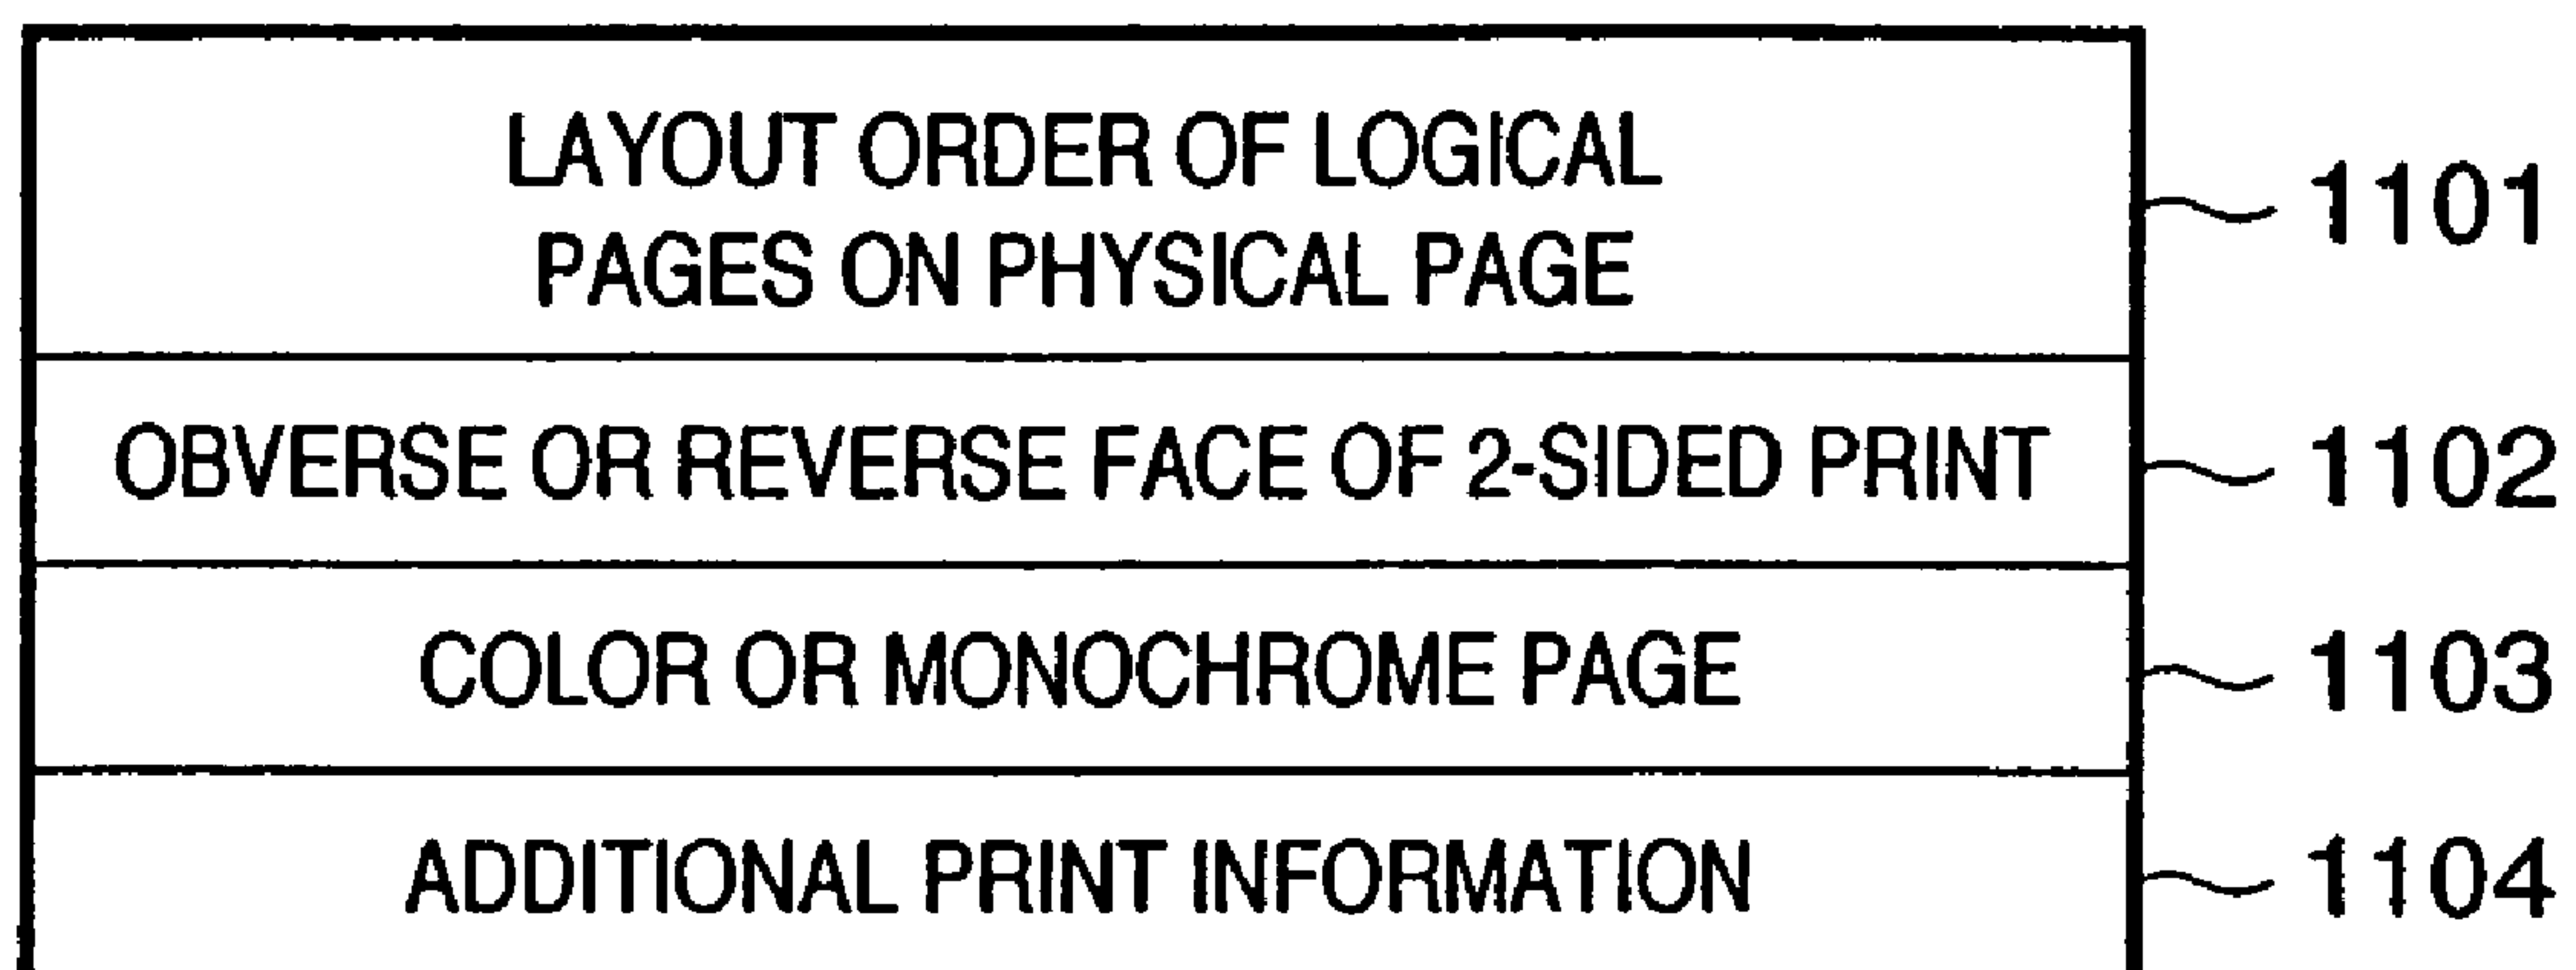 LAYOUT ORDER OF LOGICAL
PAGES ON PHYSICAL PAGE
1101
OBVERSE OR REVERSE FACE OF 2-SIDED PRINT
1102
COLOR OR MONOCHROME PAGE
1103
ADDITIONAL PRINT INFORMATION
1104